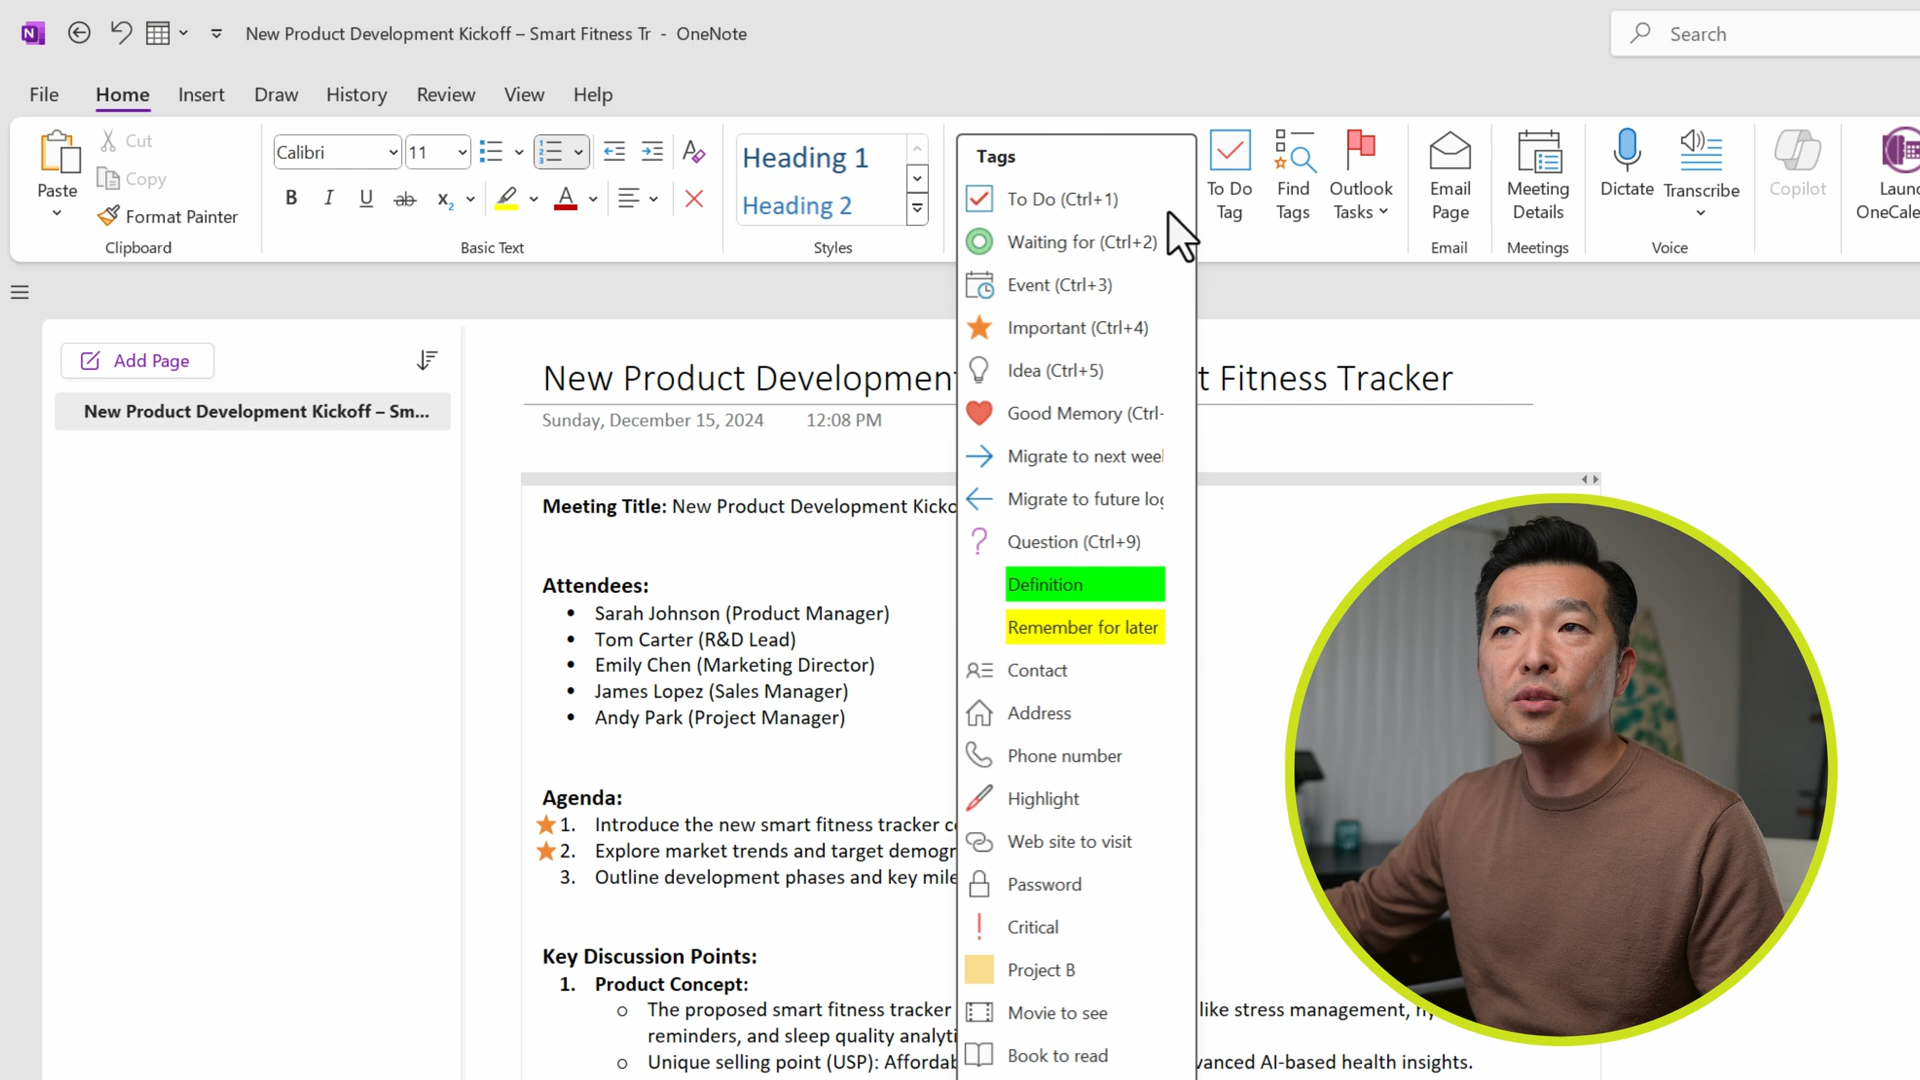 New Product Development Kickoff – Smart Fitness Tr - OneNote
Search
File Home Insert Draw History Review View Help
Paste
Cut
Copy
Format Painter
Clipboard
Calibri 11
B I U ab x2 A
Basic Text
Heading 1
Heading 2
Styles
To Do Tag
Find Tags
Outlook Tasks
Email Page
Email
Meeting Details
Meetings
Dictate
Transcribe
Voice
Copilot
Tags
To Do (Ctrl+1)
Waiting for (Ctrl+2)
Event (Ctrl+3)
Important (Ctrl+4)
Idea (Ctrl+5)
Good Memory (Ctrl-
Migrate to next
Migrate to future
Question (Ctrl+9)
Definition
Remember for later
Contact
Address
Phone number
Highlight
Web site to visit
Password
Critical
Project B
Movie to see
Book to read
Add Page
New Product Development Kickoff – Sm...
New Product Developmen t Fitness Tracker
Sunday, December 15, 2024 12:08 PM
Meeting Title: New Product Development Kicko
Attendees:
• Sarah Johnson (Product Manager)
• Tom Carter (R&D Lead)
• Emily Chen (Marketing Director)
• James Lopez (Sales Manager)
• Andy Park (Project Manager)
Agenda:
1. Introduce the new smart fitness tracker
2. Explore market trends and target
3. Outline development phases and key
Key Discussion Points:
1. Product Concept:
o The proposed smart fitness tracker like stress management,
reminders, and sleep quality
o Unique selling point (USP): AI-based health insights.